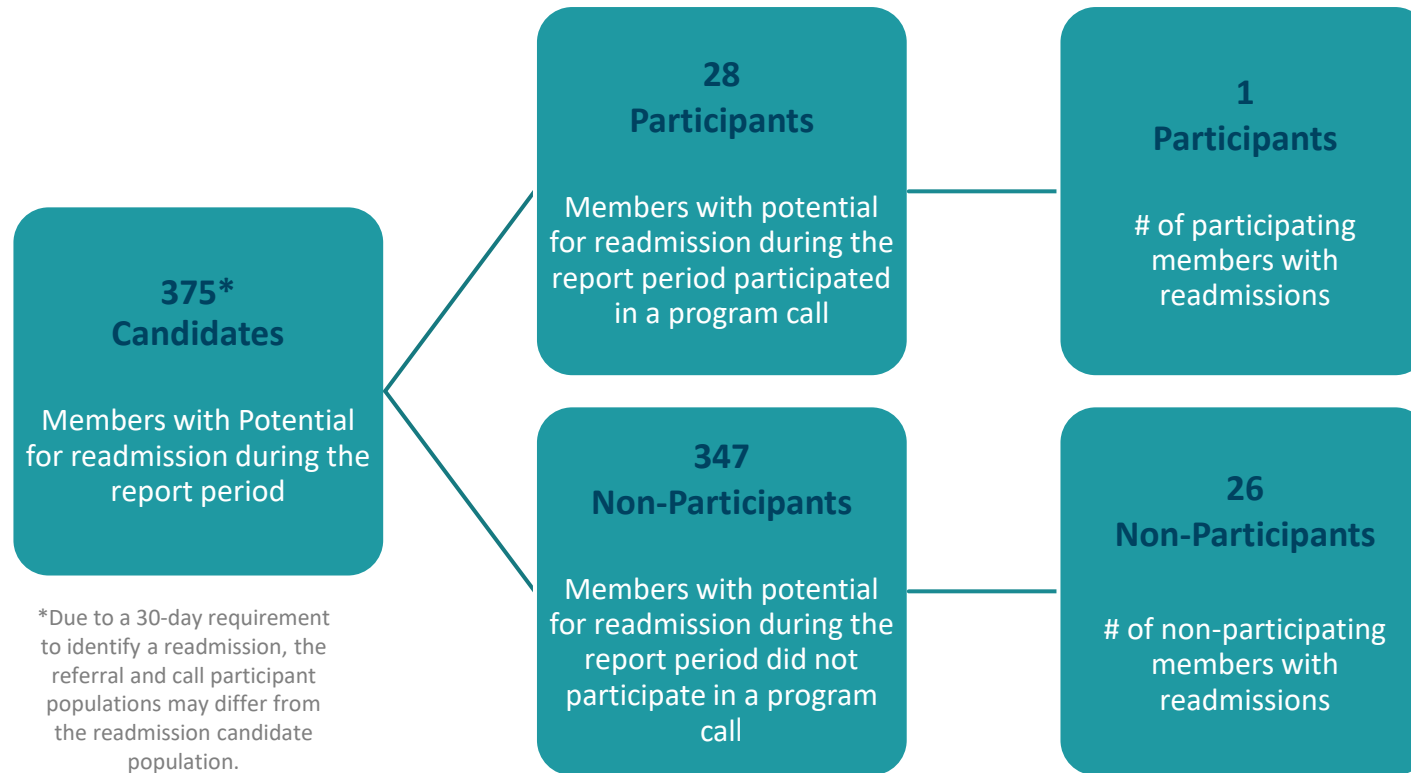 375*
Candidates
Members with Potential
for readmission during the
report period
*Due to a 30-day requirement
to identify a readmission, the
referral and call participant
populations may differ from
the readmission candidate
population.
28
Participants
Members with potential
for readmission during the
report period participated
in a program call
1
Participants
# of participating
members with
readmissions
347
Non-Participants
Members with potential
for readmission during the
report period did not
participate in a program
call
26
Non-Participants
# of non-participating
members with
readmissions